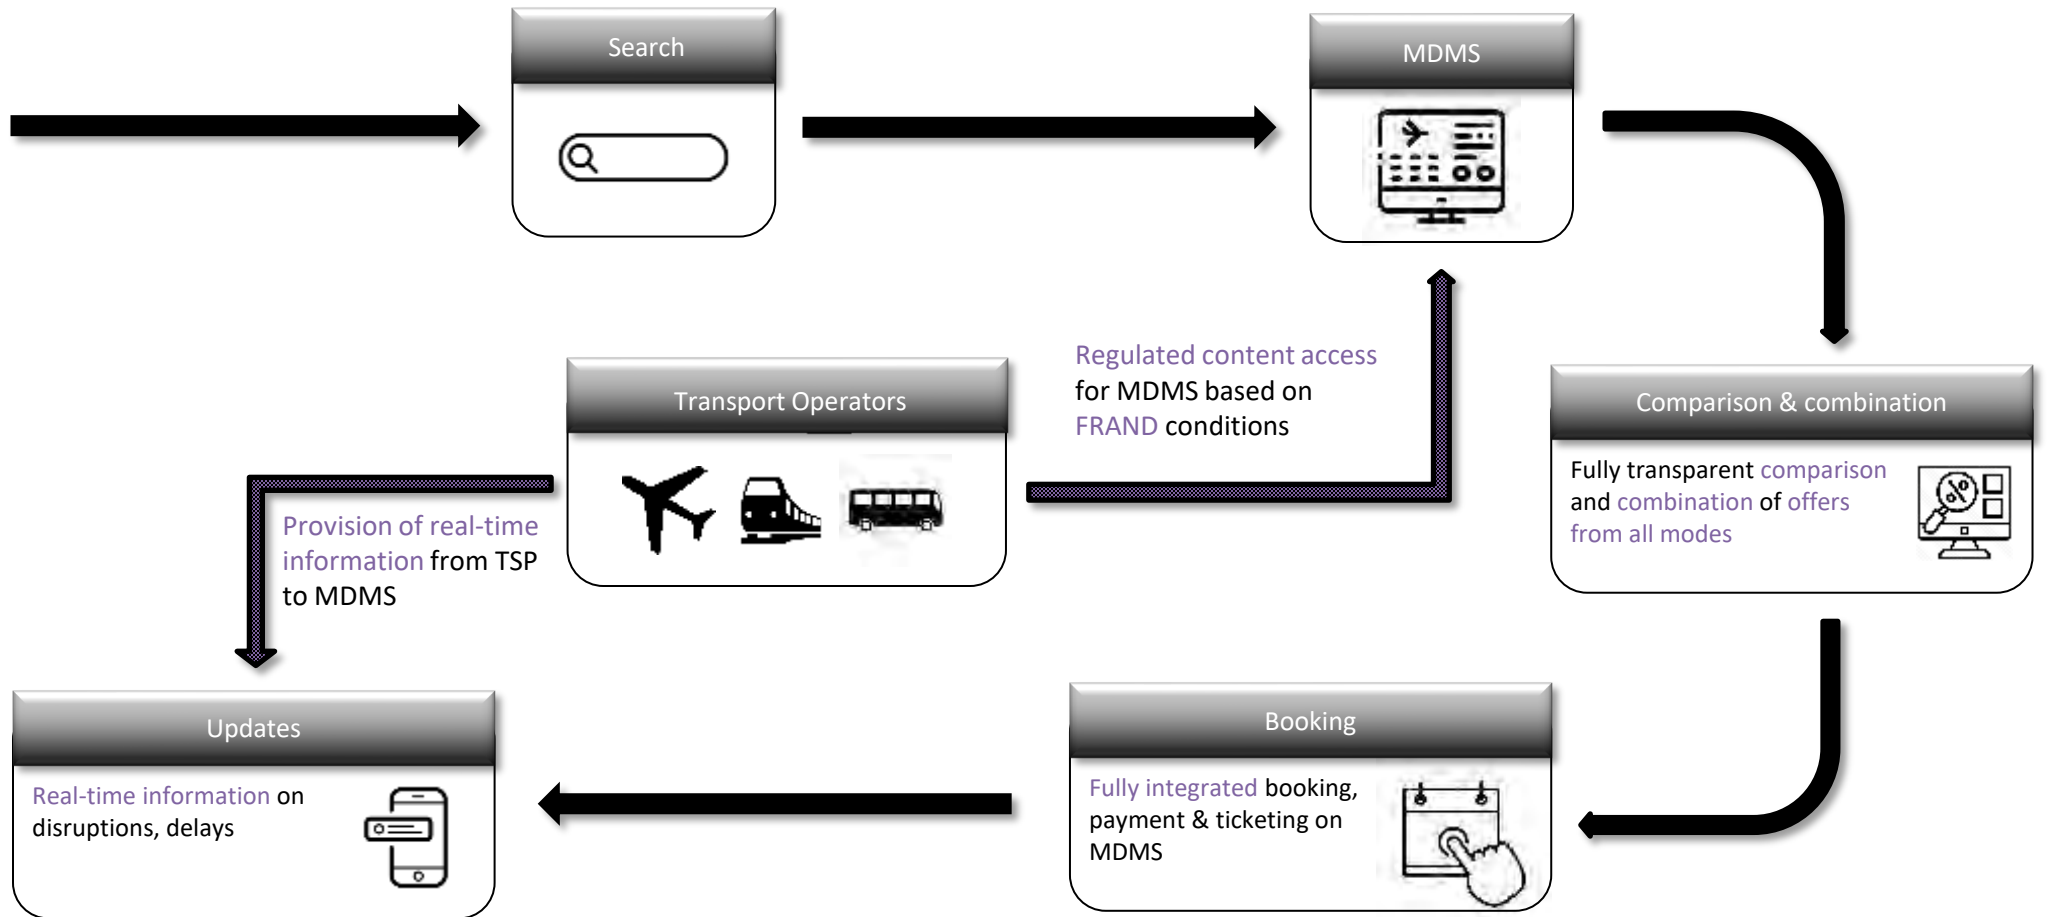 Search
MDMS
Regulated content access
for MDMS based on
FRAND conditions
Transport Operators
Comparison & combination
Fully transparent comparison
and combination of offers
from all modes
Provision of real-time
information from TSP
to MDMS
Updates
Real-time information on
disruptions, delays
Booking
Fully integrated booking,
payment & ticketing on
MDMS